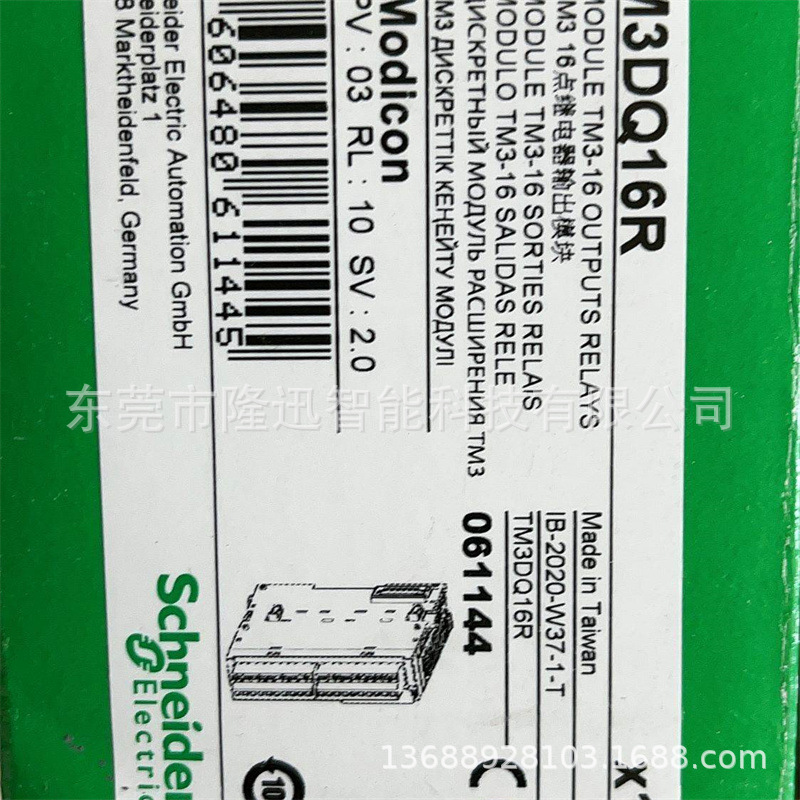 M3DQ16R
MODULE TM3-16 OUTPUTS RELAYS
TM3 16点继电器输出模块
MODULE TM3-16 SORTIES RELAIS
MODULO TM3-16 SALIDAS RELE
ДИСКРЕТНЫЙ МОДУЛЬ РАСШИРЕНИЯ TM3
ТМ3 ДИСКРЕТТІК КЕҢЕЙТУ МОДУЛІ
Modicon
PV : 03 RL : 10 SV : 2.0
606480 611445
eider Electric Automation GmbH
eiderplatz 1
8 Marktheidenfeld, Germany
Made in Taiwan
IB-2020-W37-1-T
TM3DQ16R
061144
Schneider
Electric
10
x1
东莞市隆迅智能科技有限公司
13688928103.1688.com